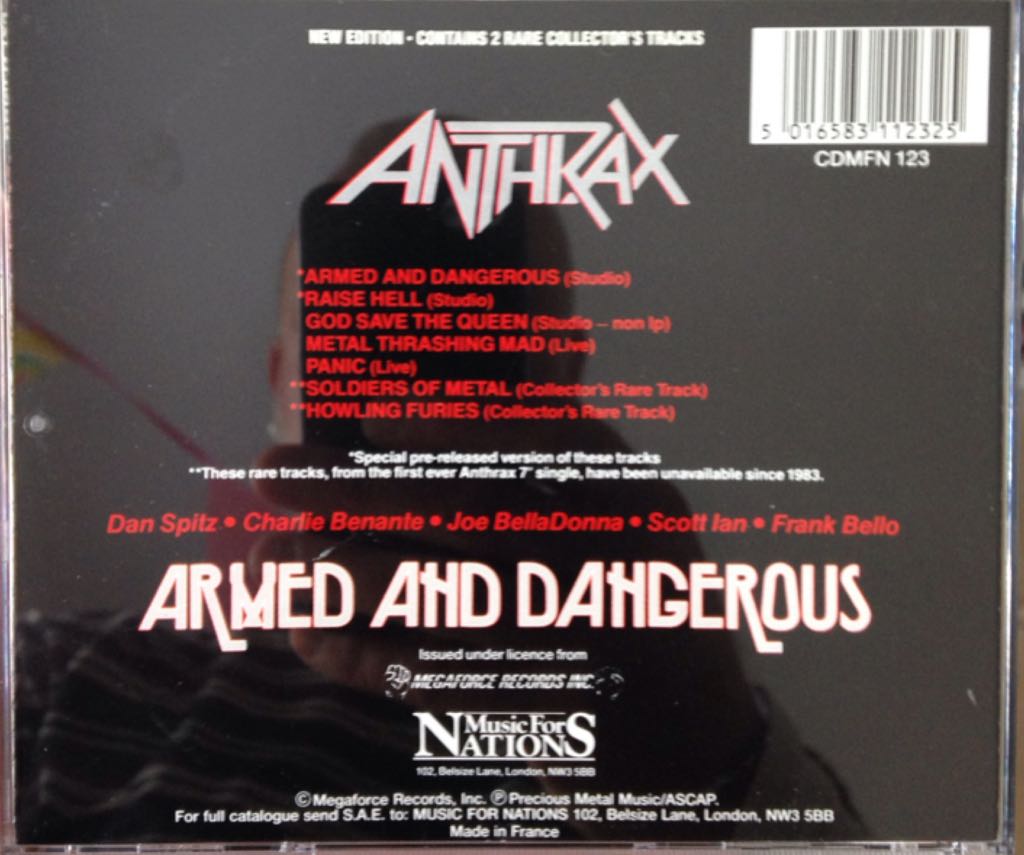 NEW EDITION - CONTAINS 2 RARE COLLECTOR'S TRACKS
5 016583 112325
CDMFN 123
ANTHRAX
*ARMED AND DANGEROUS (Studio)
*RAISE HELL (Studio)
GOD SAVE THE QUEEN (Studio – non lp)
METAL THRASHING MAD (Live)
PANIC (Live)
**SOLDIERS OF METAL (Collector's Rare Track)
**HOWLING FURIES (Collector's Rare Track)
*Special pre-released version of these tracks
**These rare tracks, from the first ever Anthrax 7" single, have been unavailable since 1983.
Dan Spitz • Charlie Benante • Joe BellaDonna • Scott Ian • Frank Bello
ARMED AND DANGEROUS
Issued under licence from
MEGAFORCE RECORDS INC.
Music For NATIONS
102, Belsize Lane, London, NW3 5BB
©Megaforce Records, Inc. ℗Precious Metal Music/ASCAP.
For full catalogue send S.A.E. to: MUSIC FOR NATIONS 102, Belsize Lane, London, NW3 5BB
Made in France